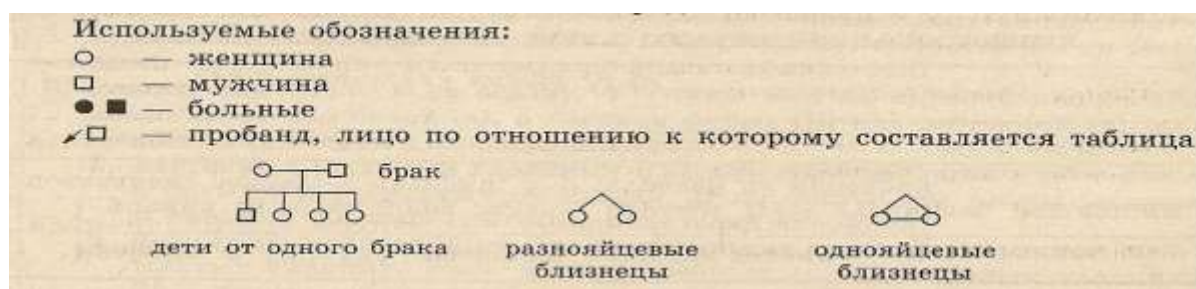 Используемые обозначения:
— женщина
— мужчина
— больные
— пробанд, лицо по отношению к которому составляется таблица
брак
дети от одного брака
разнояйцевые близнецы
однояйцевые близнецы